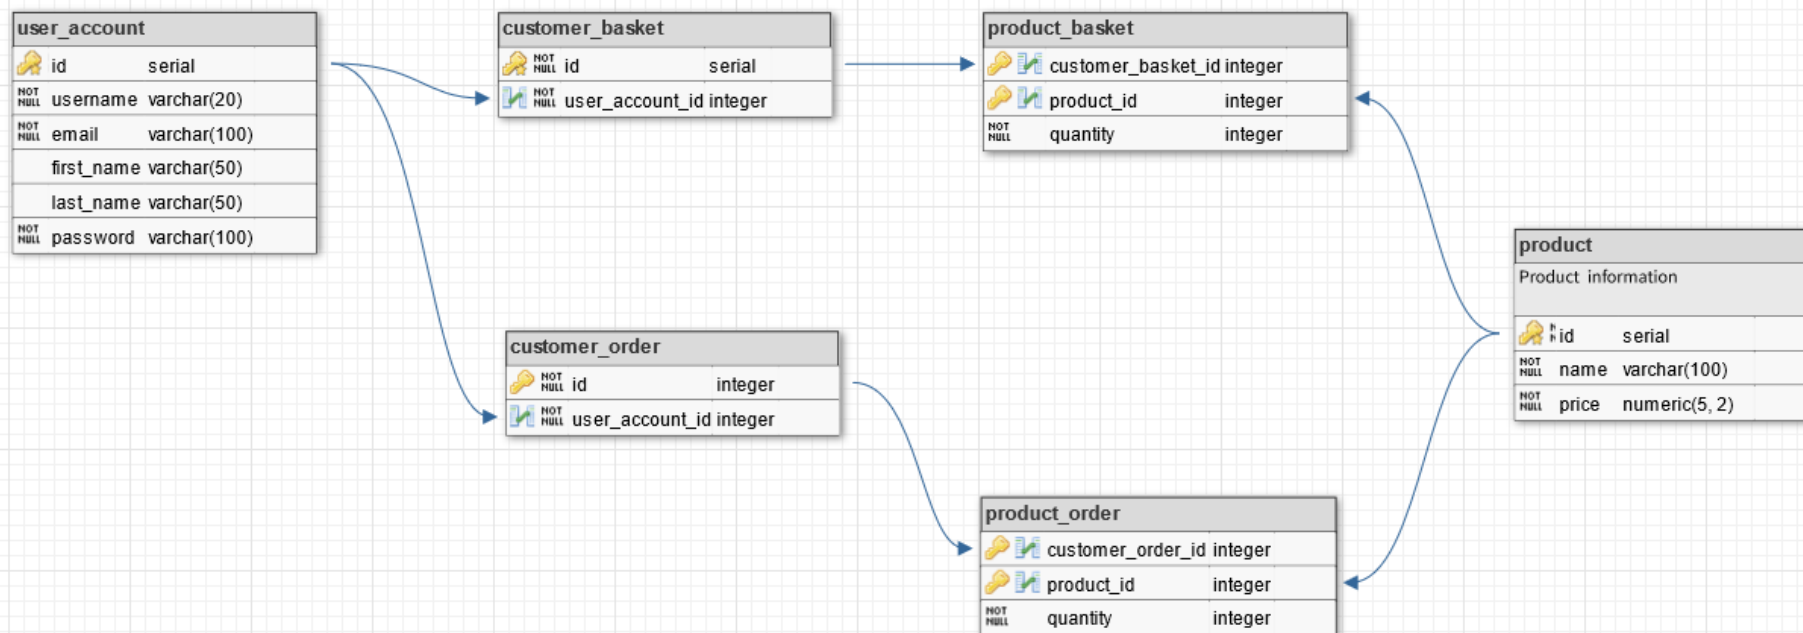 user_account
id serial
NOT NULL username varchar(20)
NOT NULL email varchar(100)
first_name varchar(50)
last_name varchar(50)
NOT NULL password varchar(100)
customer_basket
NOT NULL id serial
NOT NULL user_account_id integer
product_basket
customer_basket_id integer
product_id integer
NOT NULL quantity integer
product
Product information
id serial
NOT NULL name varchar(100)
NOT NULL price numeric(5, 2)
customer_order
NOT NULL id integer
NOT NULL user_account_id integer
product_order
customer_order_id integer
product_id integer
NOT NULL quantity integer